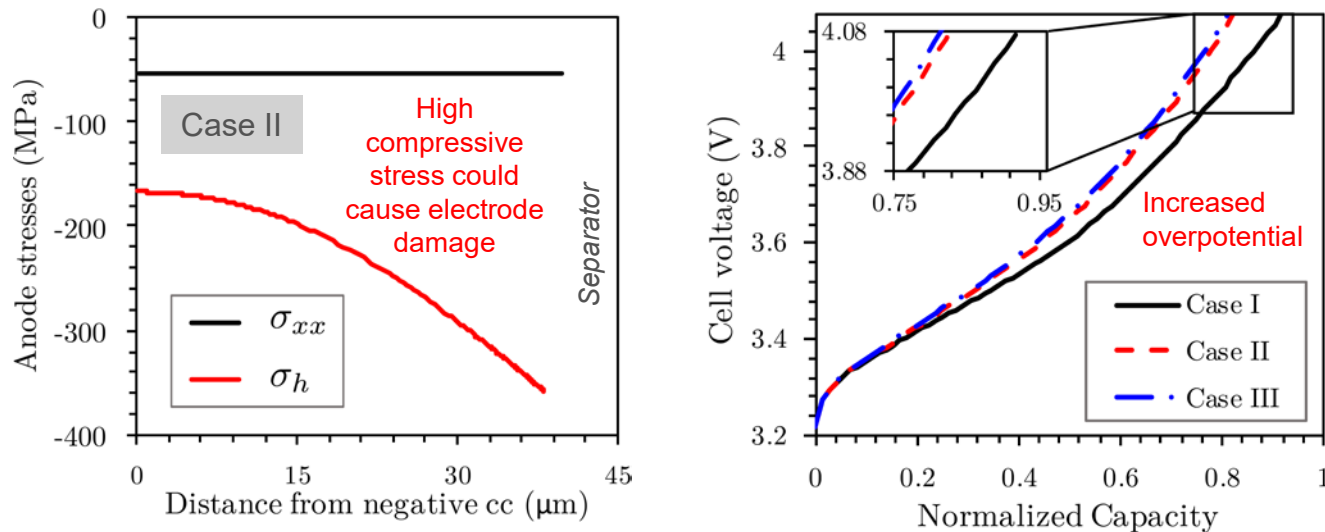 0
-100
-200
-300
-400
Anode stresses (MPa)
Case II
High
compressive
stress could
cause electrode
damage
Separator
σxx
σh
0
15
30
45
Distance from negative cc (μm)
4
3.8
3.6
3.4
3.2
Cell voltage (V)
4.08
3.88
0.75
0.95
Increased
overpotential
Case I
Case II
Case III
0
0.2
0.4
0.6
0.8
1
Normalized Capacity